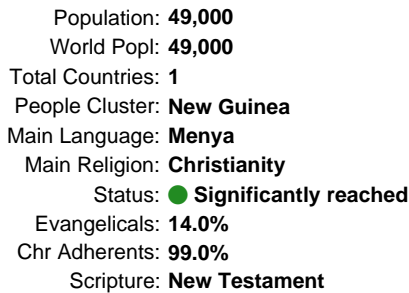 Population: 49,000
World Popl: 49,000
Total Countries: 1
People Cluster: New Guinea
Main Language: Menya
Main Religion: Christianity
Status: Significantly reached
Evangelicals: 14.0%
Chr Adherents: 99.0%
Scripture: New Testament